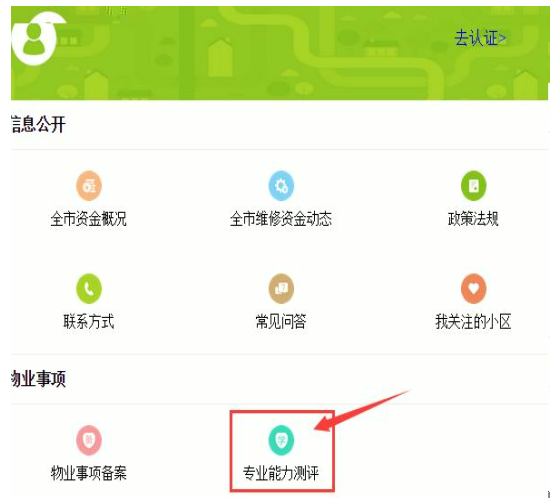 去认证>
信息公开
全市资金概况 全市维修资金动态 政策法规
联系方式 常见问答 我关注的小区
物业事项
物业事项备案 专业能力测评